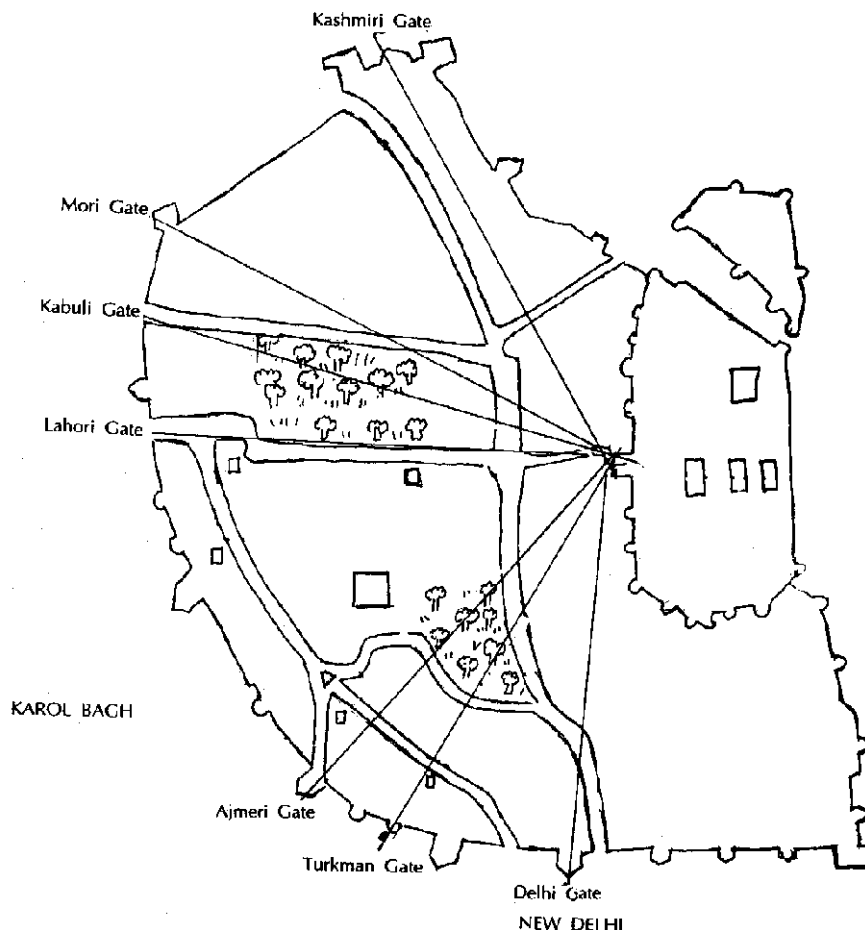 Kashmiri Gate
Mori Gate
Kabuli Gate
Lahori Gate
KAROL BAGH
Ajmeri Gate
Turkman Gate
Delhi Gate
NEW DELHI